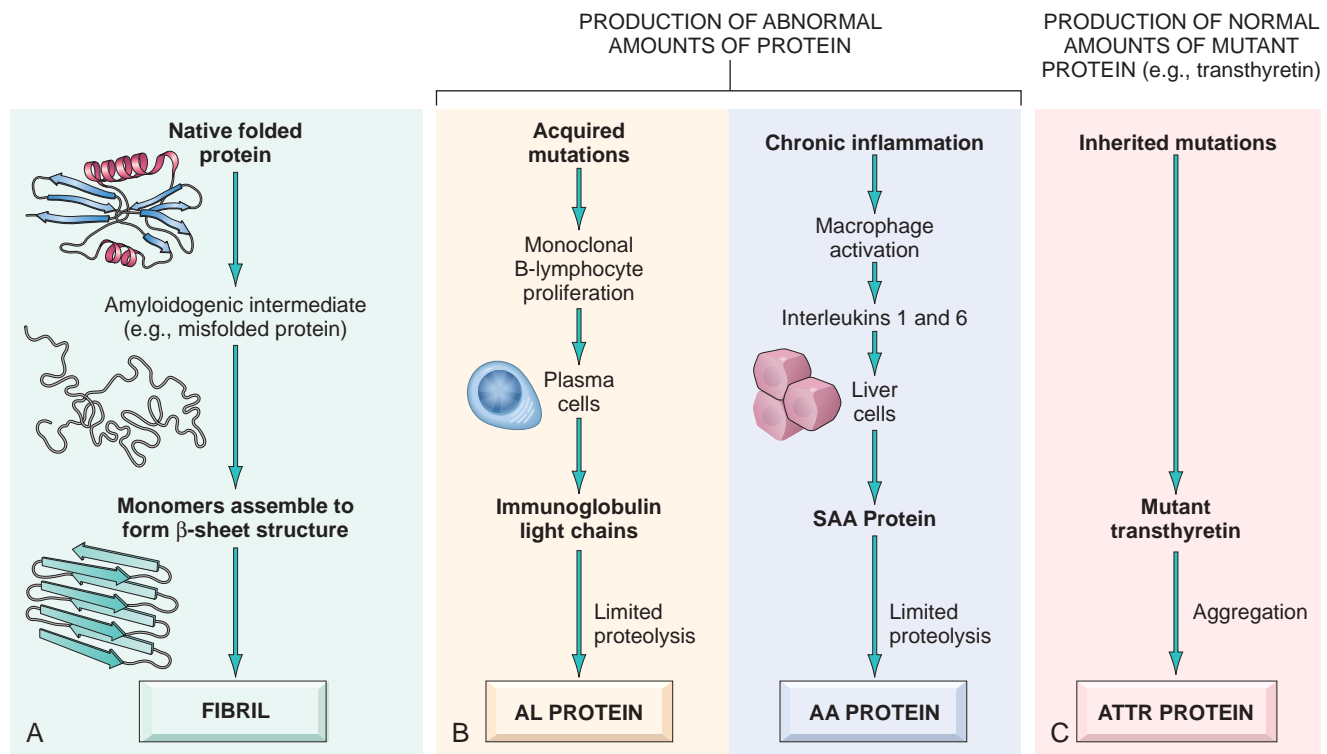 PRODUCTION OF ABNORMAL
AMOUNTS OF PROTEIN
PRODUCTION OF NORMAL
AMOUNTS OF MUTANT
PROTEIN (e.g., transthyretin)
Native folded
protein
Amyloidogenic intermediate
(e.g., misfolded protein)
Monomers assemble to
form β-sheet structure
FIBRIL
A
Acquired
mutations
Monoclonal
B-lymphocyte
proliferation
Plasma
cells
Immunoglobulin
light chains
Limited
proteolysis
AL PROTEIN
B
Chronic inflammation
Macrophage
activation
Interleukins 1 and 6
Liver
cells
SAA Protein
Limited
proteolysis
AA PROTEIN
Inherited mutations
Mutant
transthyretin
Aggregation
ATTR PROTEIN
C